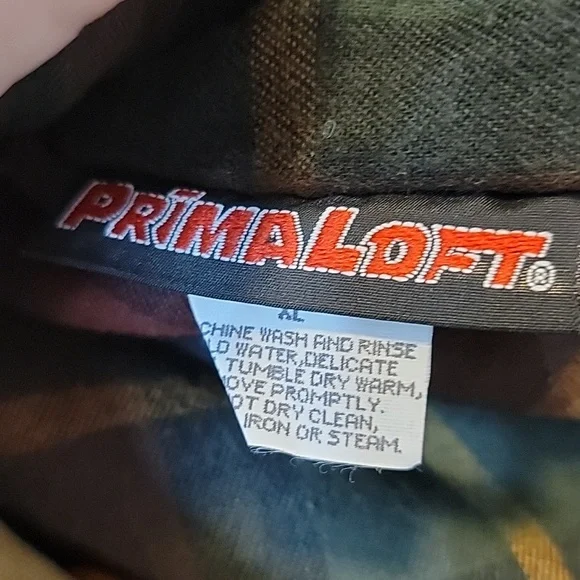 PRIMALOFT®
XL
CHINE WASH AND RINSE
LD WATER, DELICATE
TUMBLE DRY WARM,
OVE PROMPTLY.
OT DRY CLEAN,
IRON OR STEAM.